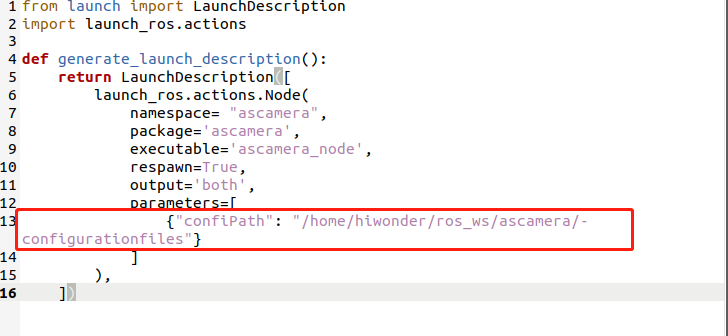 1 from launch import LaunchDescription
2 import launch_ros.actions
3
4 def generate_launch_description():
5     return LaunchDescription([
6         launch_ros.actions.Node(
7             namespace= "ascamera",
8             package='ascamera',
9             executable='ascamera_node',
10             respawn=True,
11             output='both',
12             parameters=[
13                 {"confiPath": "/home/hiwonder/ros_ws/ascamera/-
configurationfiles"}
14             ]
15         ),
16     ])